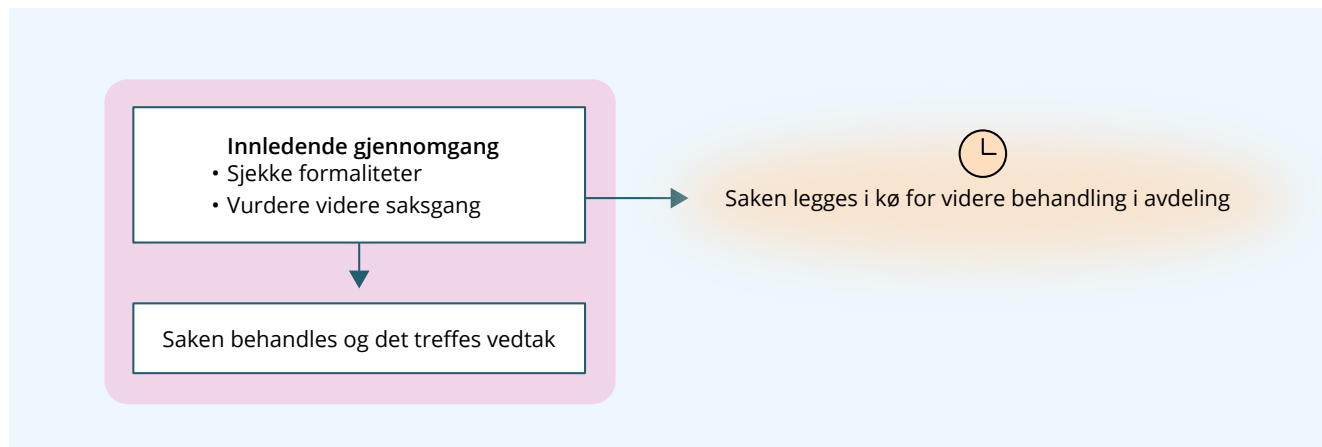 Innledende gjennomgang
• Sjekke formaliteter
• Vurdere videre saksgang
Saken legges i kø for videre behandling i avdeling
Saken behandles og det treffes vedtak